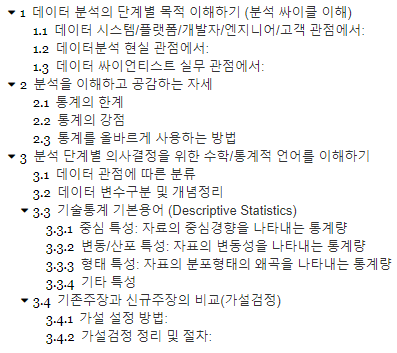 1 데이터 분석의 단계별 목적 이해하기 (분석 싸이클 이해)
1.1 데이터 시스템/플랫폼/개발자/엔지니어/고객 관점에서:
1.2 데이터분석 현실 관점에서:
1.3 데이터 싸이언티스트 실무 관점에서:
2 분석을 이해하고 공감하는 자세
2.1 통계의 한계
2.2 통계의 강점
2.3 통계를 올바르게 사용하는 방법
3 분석 단계별 의사결정을 위한 수학/통계적 언어를 이해하기
3.1 데이터 관점에 따른 분류
3.2 데이터 변수구분 및 개념정리
3.3 기술통계 기본용어 (Descriptive Statistics)
3.3.1 중심 특성: 자료의 중심경향을 나타내는 통계량
3.3.2 변동/산포 특성: 자표의 변동성을 나타내는 통계량
3.3.3 형태 특성: 자표의 분포형태의 왜곡을 나타내는 통계량
3.3.4 기타 특성
3.4 기존주장과 신규주장의 비교(가설검정)
3.4.1 가설 설정 방법:
3.4.2 가설검정 정리 및 절차: